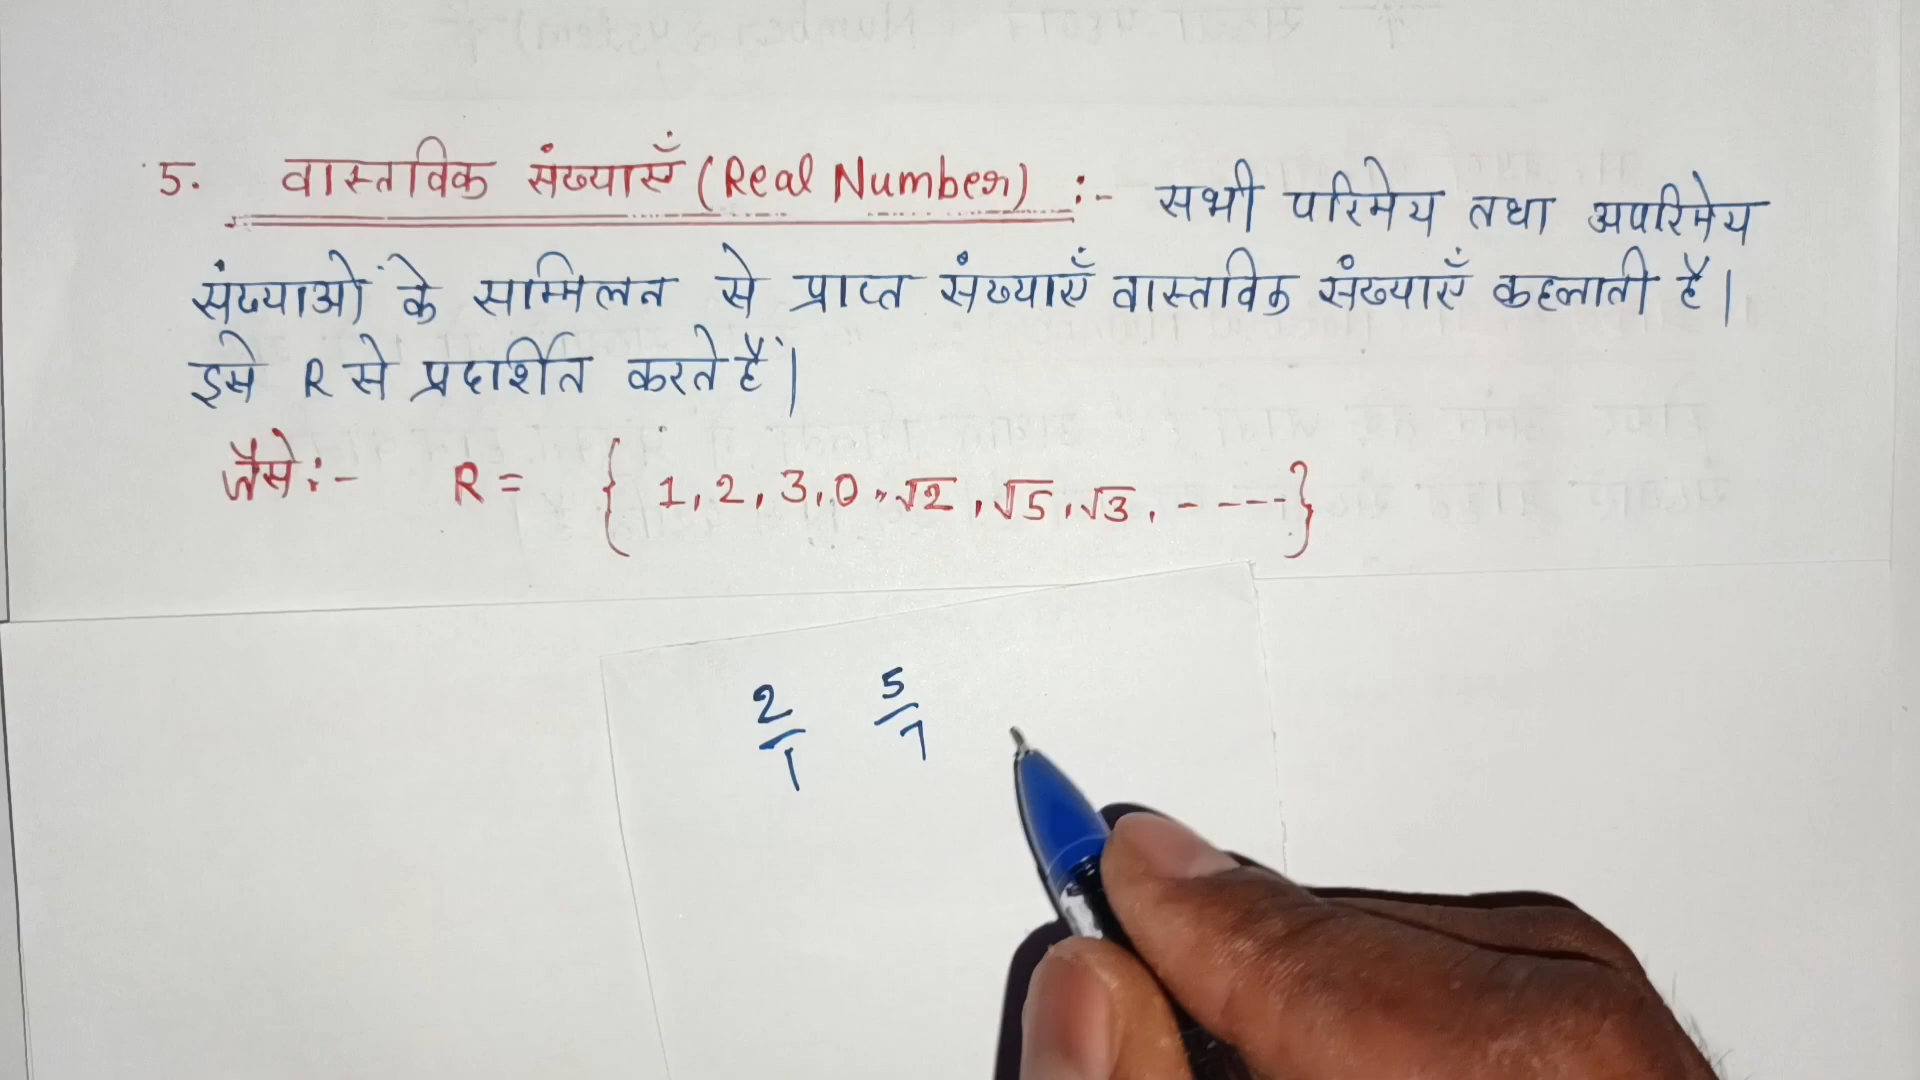 5. वास्तविक संख्याएँ (Real Number) :- सभी परिमेय तथा अपरिमेय
संख्याओं के सम्मिलन से प्राप्त संख्याएँ वास्तविक संख्याएँ कहलाती है।
इसे R से प्रदर्शित करते हैं।
जैसे:- R = { 1, 2, 3, 0, √2, √5, √3, - - - - }
2/1 5/7